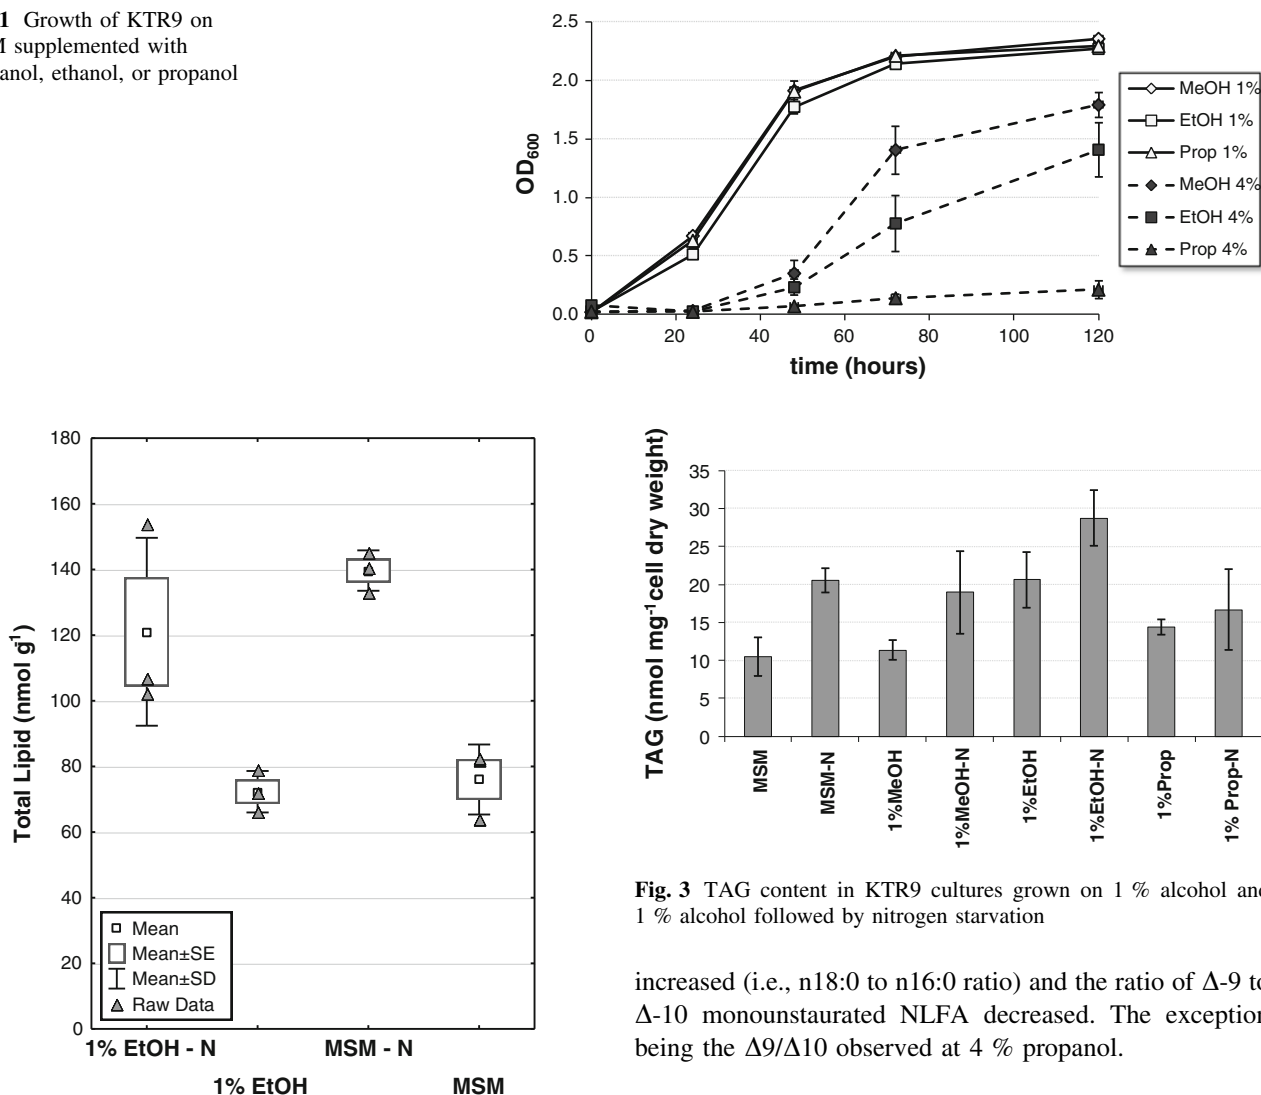 1 Growth of KTR9 on
M supplemented with
anol, ethanol, or propanol
2.5
2.0
1.5
1.0
0.5
0.0
OD600
0 20 40 60 80 100 120
time (hours)
MeOH 1%
EtOH 1%
Prop 1%
MeOH 4%
EtOH 4%
Prop 4%
180
160
140
120
100
80
60
40
20
0
Total Lipid (nmol g1)
Mean
Mean±SE
Mean±SD
Raw Data
1% EtOH - N MSM - N
1% EtOH MSM
35
30
25
20
15
10
5
0
TAG (nmol mg-1cell dry weight)
MSM
MSM-N
1%MeOH
1%MeOH-N
1%EtOH
1%EtOH-N
1%Prop
1% Prop-N
Fig. 3 TAG content in KTR9 cultures grown on 1 % alcohol and
1 % alcohol followed by nitrogen starvation
increased (i.e., n18:0 to n16:0 ratio) and the ratio of Δ-9 to
Δ-10 monounstaurated NLFA decreased. The exception
being the Δ9/Δ10 observed at 4 % propanol.